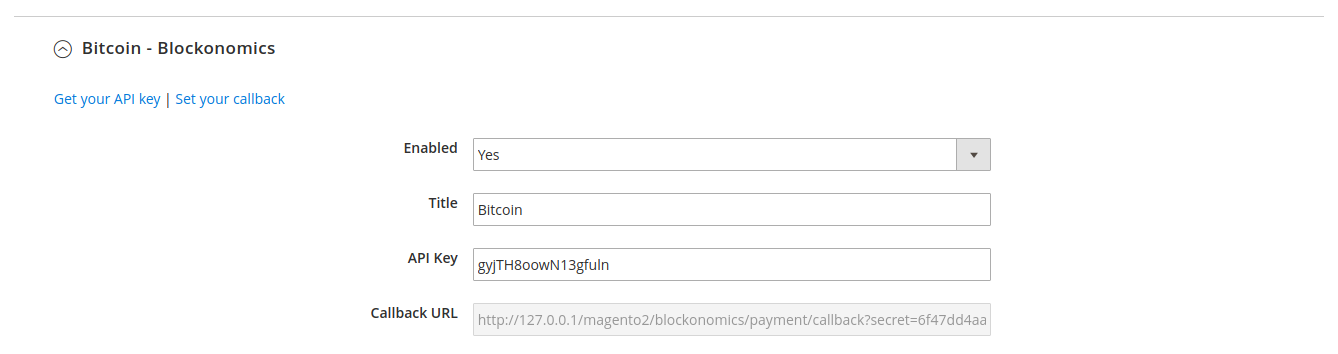 Bitcoin - Blockonomics
Get your API key | Set your callback
Enabled Yes
Title Bitcoin
API Key gyjTH8oowN13gfuln
Callback URL http://127.0.0.1/magento2/blockonomics/payment/callback?secret=6f47dd4aa